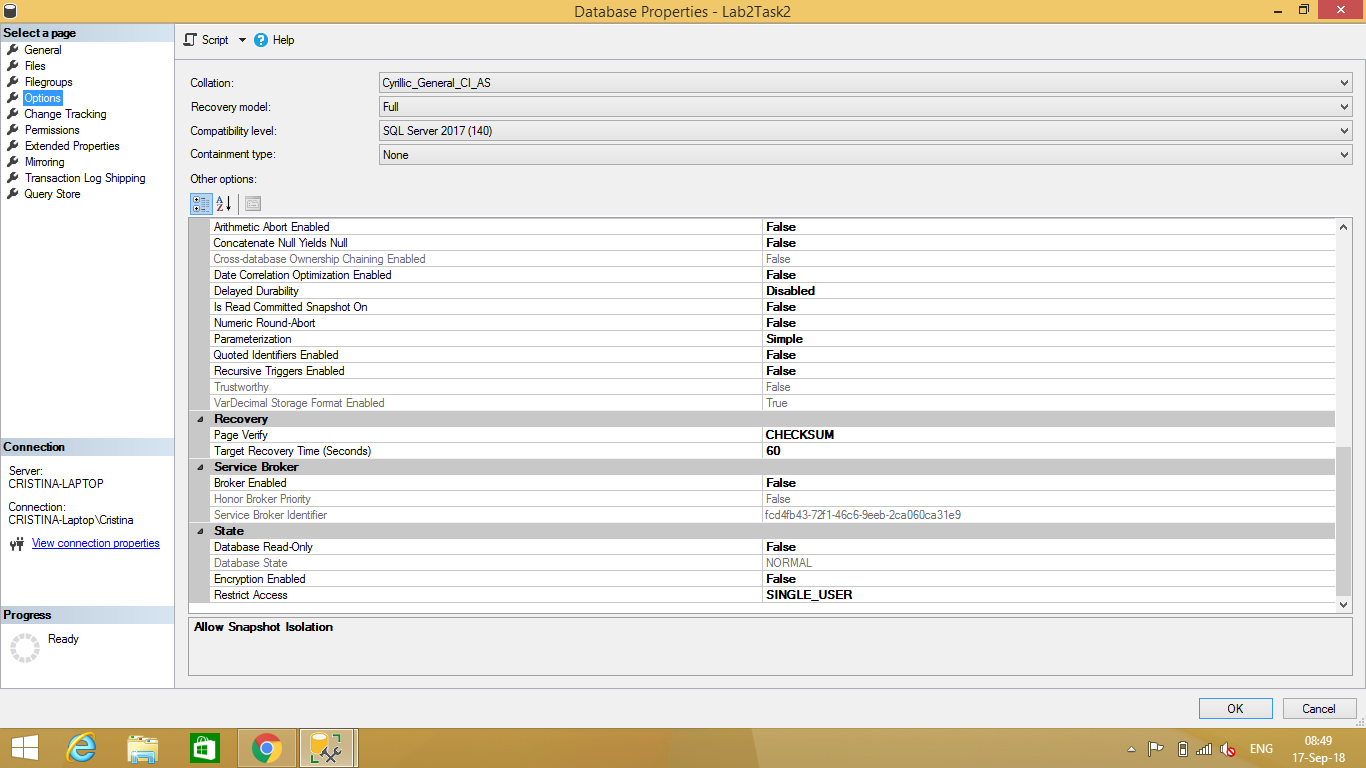 Database Properties - Lab2Task2
Select a page
General
Files
Filegroups
Options
Change Tracking
Permissions
Extended Properties
Mirroring
Transaction Log Shipping
Query Store
Connection
Server:
CRISTINA-LAPTOP
Connection:
CRISTINA-Laptop\Cristina
View connection properties
Progress
Ready
Script
Help
Collation: Cyrillic_General_CI_AS
Recovery model: Full
Compatibility level: SQL Server 2017 (140)
Containment type: None
Other options:
Arithmetic Abort Enabled False
Concatenate Null Yields Null False
Cross-database Ownership Chaining Enabled False
Date Correlation Optimization Enabled False
Delayed Durability Disabled
Is Read Committed Snapshot On False
Numeric Round-Abort False
Parameterization Simple
Quoted Identifiers Enabled False
Recursive Triggers Enabled False
Trustworthy False
VarDecimal Storage Format Enabled True
Recovery
Page Verify CHECKSUM
Target Recovery Time (Seconds) 60
Service Broker
Broker Enabled False
Honor Broker Priority False
Service Broker Identifier fcd4fb43-72f1-46c6-9eeb-2ca060ca31e9
State
Database Read-Only False
Database State NORMAL
Encryption Enabled False
Restrict Access SINGLE_USER
Allow Snapshot Isolation
OK Cancel
ENG
08:49
17-Sep-18